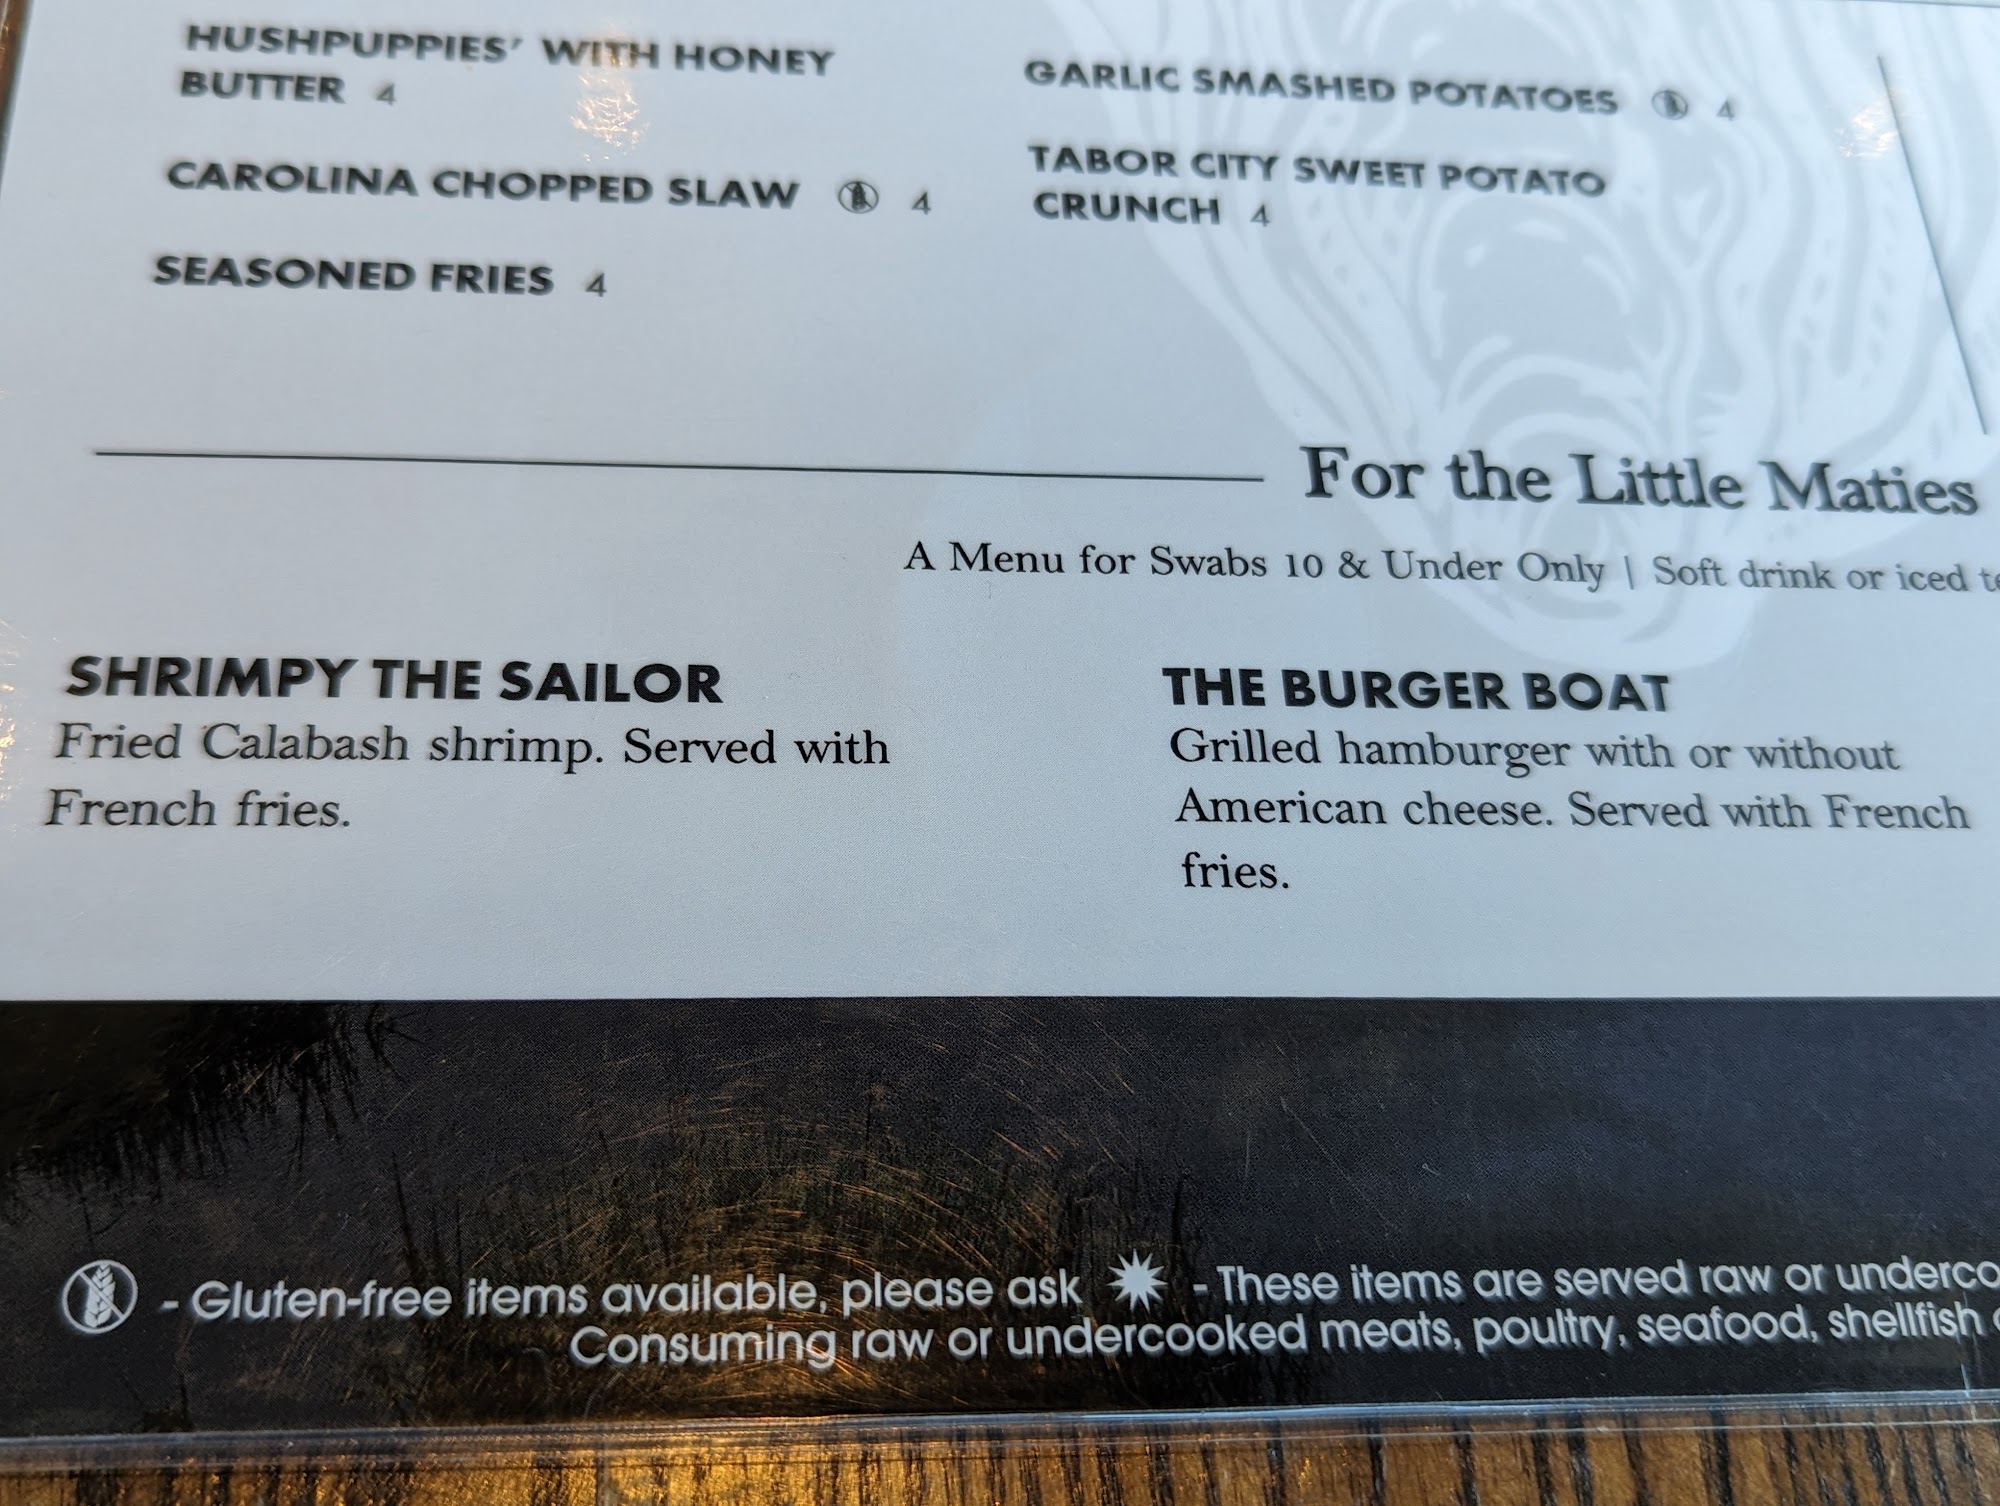 HUSHPUPPIES' WITH HONEY
BUTTER 4
CAROLINA CHOPPED SLAW 4
SEASONED FRIES 4
GARLIC SMASHED POTATOES 4
TABOR CITY SWEET POTATO
CRUNCH 4
For the Little Maties
A Menu for Swabs 10 & Under Only | Soft drink or iced
SHRIMPY THE SAILOR
Fried Calabash shrimp. Served with
French fries.
THE BURGER BOAT
Grilled hamburger with or without
American cheese. Served with French
fries.
- Gluten-free items available, please ask - These items are served raw or
Consuming raw or undercooked meats, poultry, seafood, shellfish